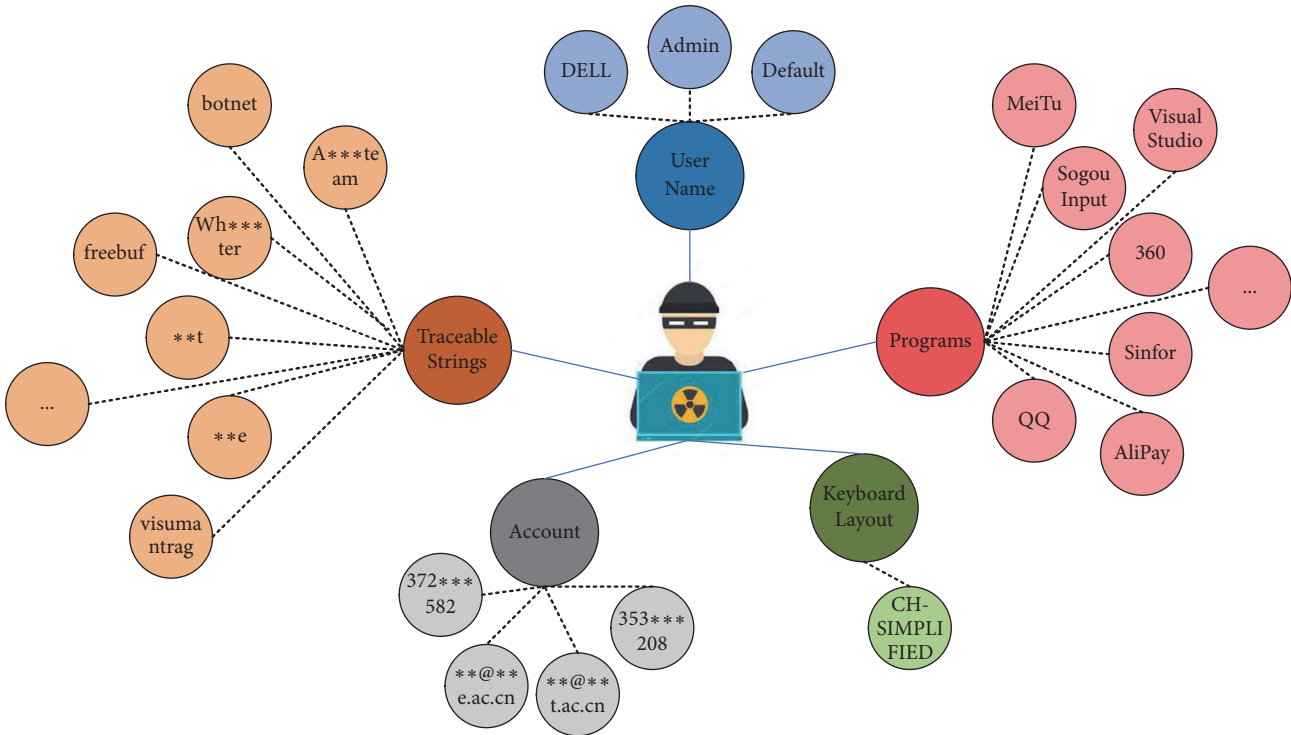 DELL
Admin
Default
User
Name
botnet
A∗∗∗te
am
Wh∗∗∗
ter
freebuf
∗∗t
...
∗∗e
visuma
ntrag
Traceable
Strings
MeiTu
Visual
Studio
Sogou
Input
360
...
Sinfor
AliPay
QQ
Programs
Account
372∗∗∗
582
∗∗@∗∗
e.ac.cn
∗∗@∗∗
t.ac.cn
353∗∗∗
208
Keyboard
Layout
CH-
SIMPLI
FIED